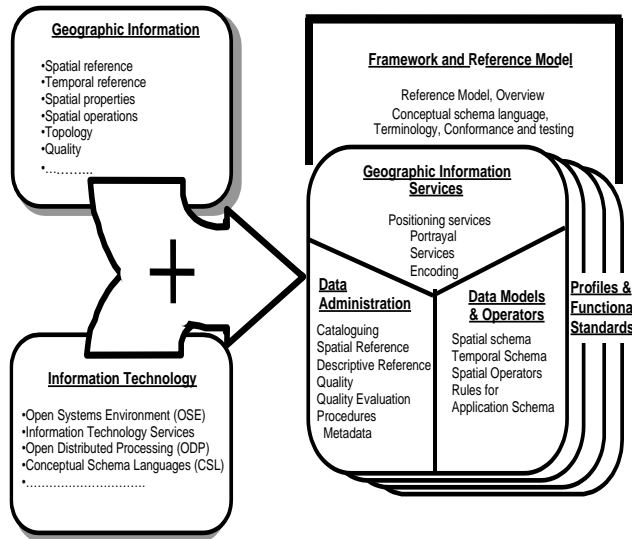 Geographic Information
•Spatial reference
•Temporal reference
•Spatial properties
•Spatial operations
•Topology
•Quality
•............
+
Information Technology
•Open Systems Environment (OSE)
•Information Technology Services
•Open Distributed Processing (ODP)
•Conceptual Schema Languages (CSL)
•................................
Framework and Reference Model
Reference Model, Overview
Conceptual schema language,
Terminology, Conformance and testing
Geographic Information
Services
Positioning services
Portrayal
Services
Encoding
Data
Administration
Cataloguing
Spatial Reference
Descriptive Reference
Quality
Quality Evaluation
Procedures
Metadata
Data Models
& Operators
Spatial schema
Temporal Schema
Spatial Operators
Rules for
Application Schema
Profiles &
Functiona
Standards